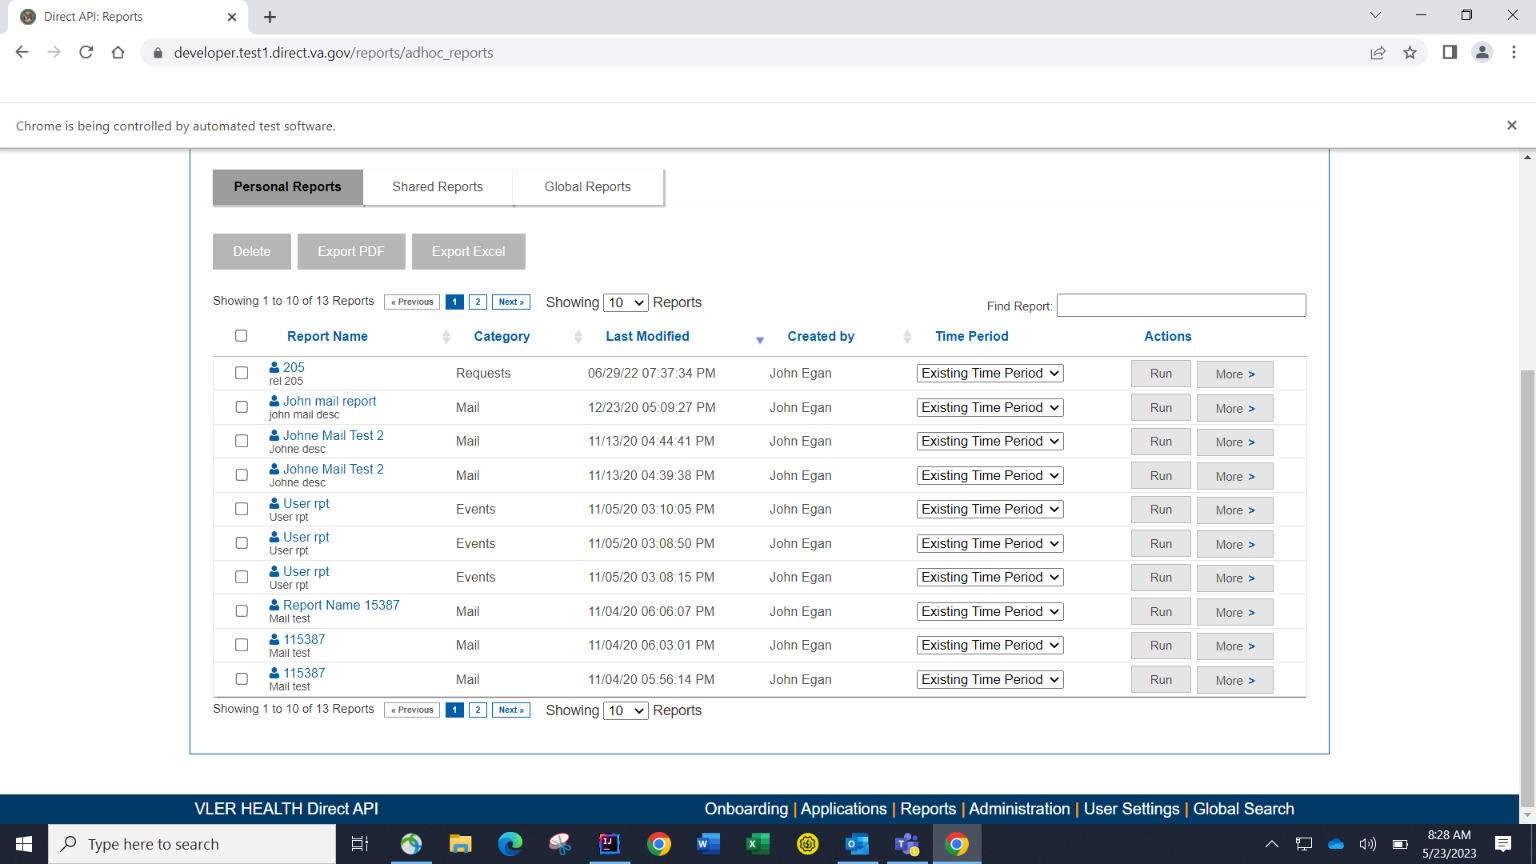 Direct API: Reports
developer.test1.direct.va.gov/reports/adhoc_reports
Chrome is being controlled by automated test software.
Personal Reports Shared Reports Global Reports
Delete Export PDF Export Excel
Showing 1 to 10 of 13 Reports « Previous 1 2 Next » Showing 10 Reports Find Report:
Report Name Category Last Modified Created by Time Period Actions
205 Requests 06/29/22 07:37:34 PM John Egan Existing Time Period Run More >
rel 205
John mail report Mail 12/23/20 05:09:27 PM John Egan Existing Time Period Run More >
john mail desc
Johne Mail Test 2 Mail 11/13/20 04:44:41 PM John Egan Existing Time Period Run More >
Johne desc
Johne Mail Test 2 Mail 11/13/20 04:39:38 PM John Egan Existing Time Period Run More >
Johne desc
User rpt Events 11/05/20 03:10:05 PM John Egan Existing Time Period Run More >
User rpt
User rpt Events 11/05/20 03:08:50 PM John Egan Existing Time Period Run More >
User rpt
User rpt Events 11/05/20 03:08:15 PM John Egan Existing Time Period Run More >
User rpt
Report Name 15387 Mail 11/04/20 06:06:07 PM John Egan Existing Time Period Run More >
Mail test
115387 Mail 11/04/20 06:03:01 PM John Egan Existing Time Period Run More >
Mail test
115387 Mail 11/04/20 05:56:14 PM John Egan Existing Time Period Run More >
Mail test
Showing 1 to 10 of 13 Reports « Previous 1 2 Next » Showing 10 Reports
VLER HEALTH Direct API Onboarding | Applications | Reports | Administration | User Settings | Global Search
Type here to search
8:28 AM
5/23/2023